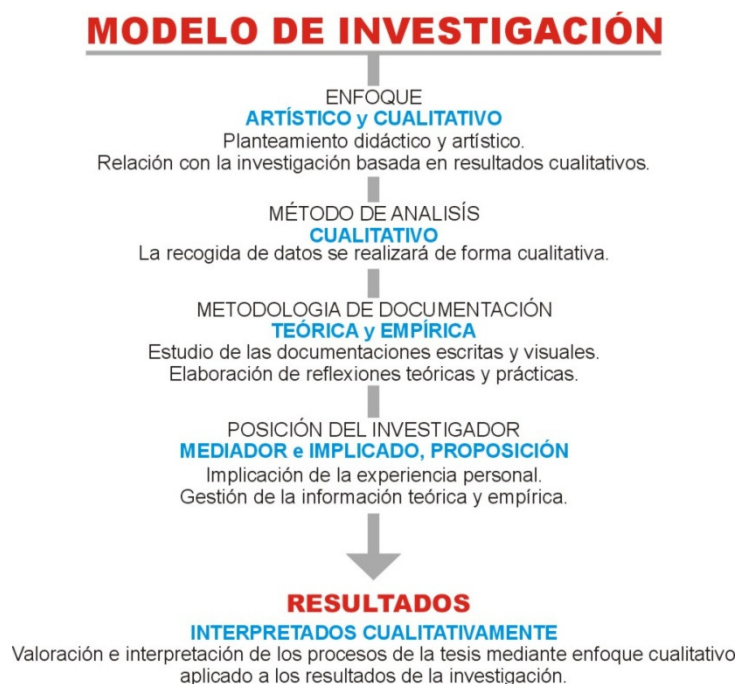 MODELO DE INVESTIGACIÓN
ENFOQUE
ARTÍSTICO y CUALITATIVO
Planteamiento didáctico y artístico.
Relación con la investigación basada en resultados cualitativos.
MÉTODO DE ANALISÍS
CUALITATIVO
La recogida de datos se realizará de forma cualitativa.
METODOLOGIA DE DOCUMENTACIÓN
TEÓRICA y EMPÍRICA
Estudio de las documentaciones escritas y visuales.
Elaboración de reflexiones teóricas y prácticas.
POSICIÓN DEL INVESTIGADOR
MEDIADOR e IMPLICADO, PROPOSICIÓN
Implicación de la experiencia personal.
Gestión de la información teórica y empírica.
RESULTADOS
INTERPRETADOS CUALITATIVAMENTE
Valoración e interpretación de los procesos de la tesis mediante enfoque cualitativo
aplicado a los resultados de la investigación.